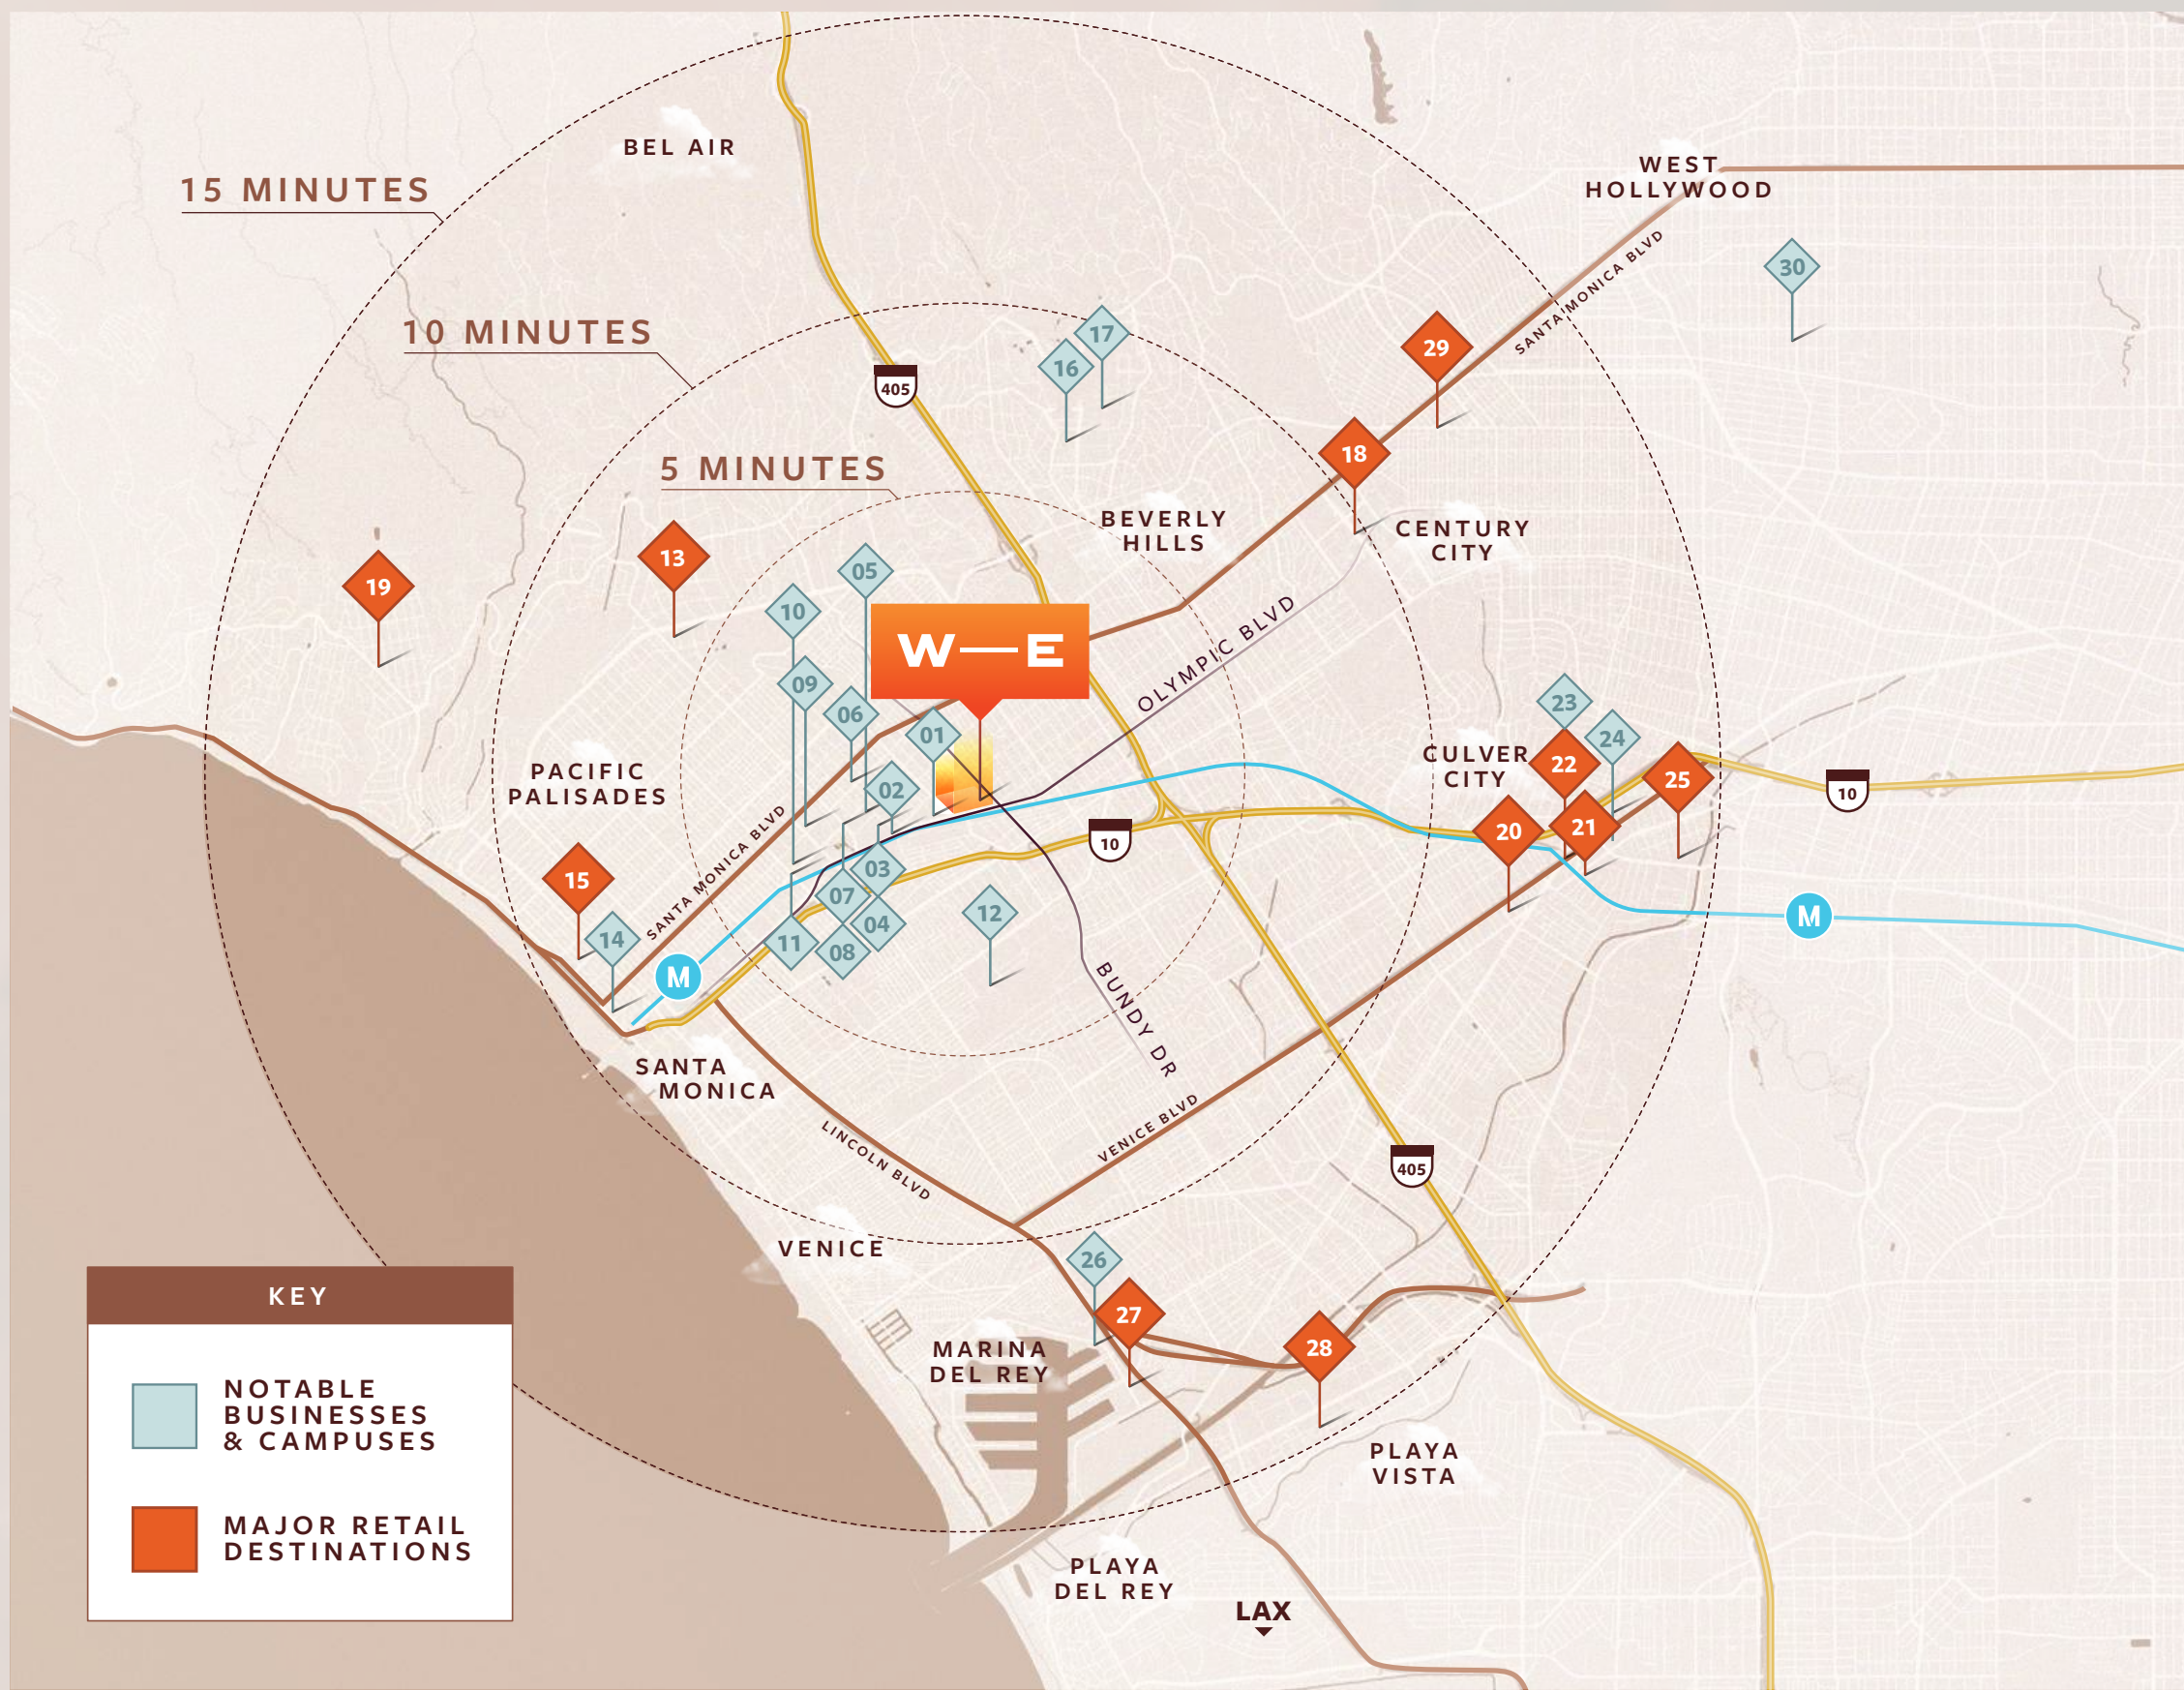 BEL AIR
WEST
HOLLYWOOD
15 MINUTES
SANTA MONICA BLVD
30
10 MINUTES
17
29
16
405
18
5 MINUTES
BEVERLY
HILLS
CENTURY
CITY
13
05
19
10
W—E
OLYMPIC BLVD
09
06
01
23
24
CULVER
CITY
22
25
PACIFIC
PALISADES
02
10
10
20
21
SANTA MONICA BLVD
15
03
07
12
04
14
11
08
M
M
BUNDY DR
SANTA
MONICA
LINCOLN BLVD
VENICE BLVD
405
VENICE
26
27
28
MARINA
DEL REY
PLAYA
VISTA
PLAYA
DEL REY
LAX
KEY
NOTABLE
BUSINESSES
& CAMPUSES
MAJOR RETAIL
DESTINATIONS